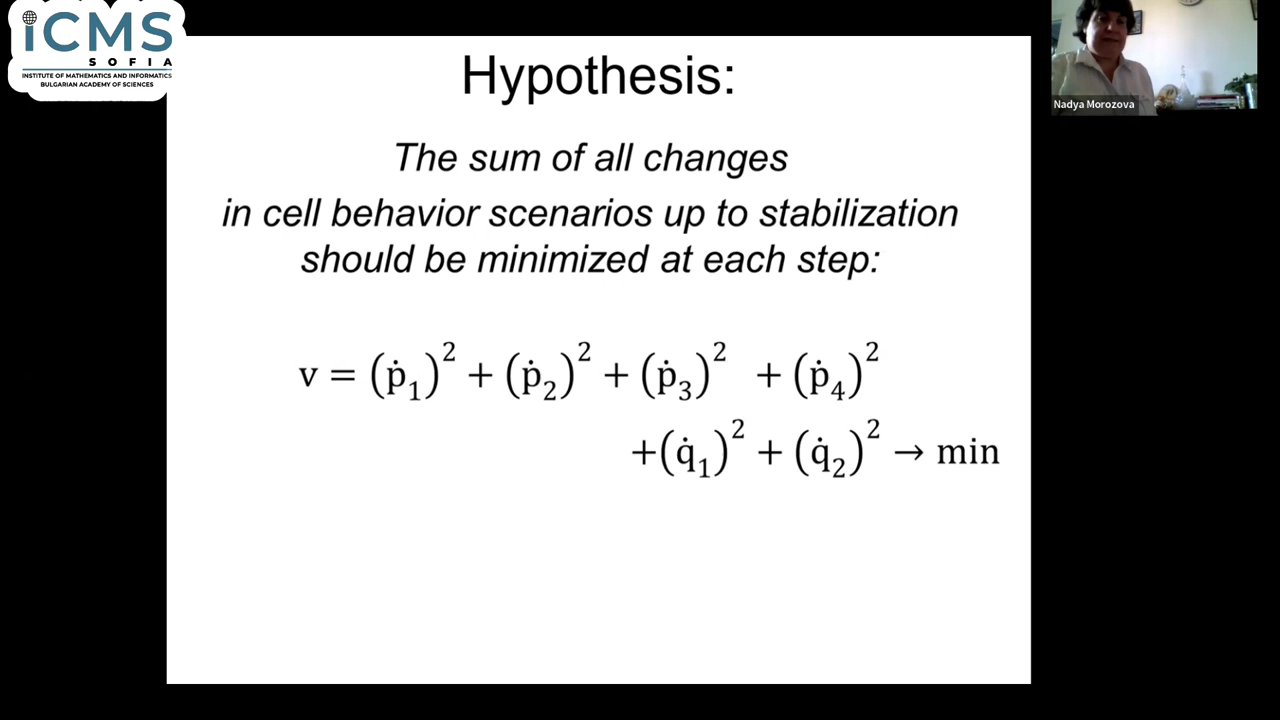 iCMS
SOFIA
INSTITUTE OF MATHEMATICS AND INFORMATICS
BULGARIAN ACADEMY OF SCIENCES
Nadya Morozova
Hypothesis:
The sum of all changes
in cell behavior scenarios up to stabilization
should be minimized at each step:
v = (ṗ₁)² + (ṗ₂)² + (ṗ₃)² + (ṗ₄)²
+(q̇₁)² + (q̇₂)² → min